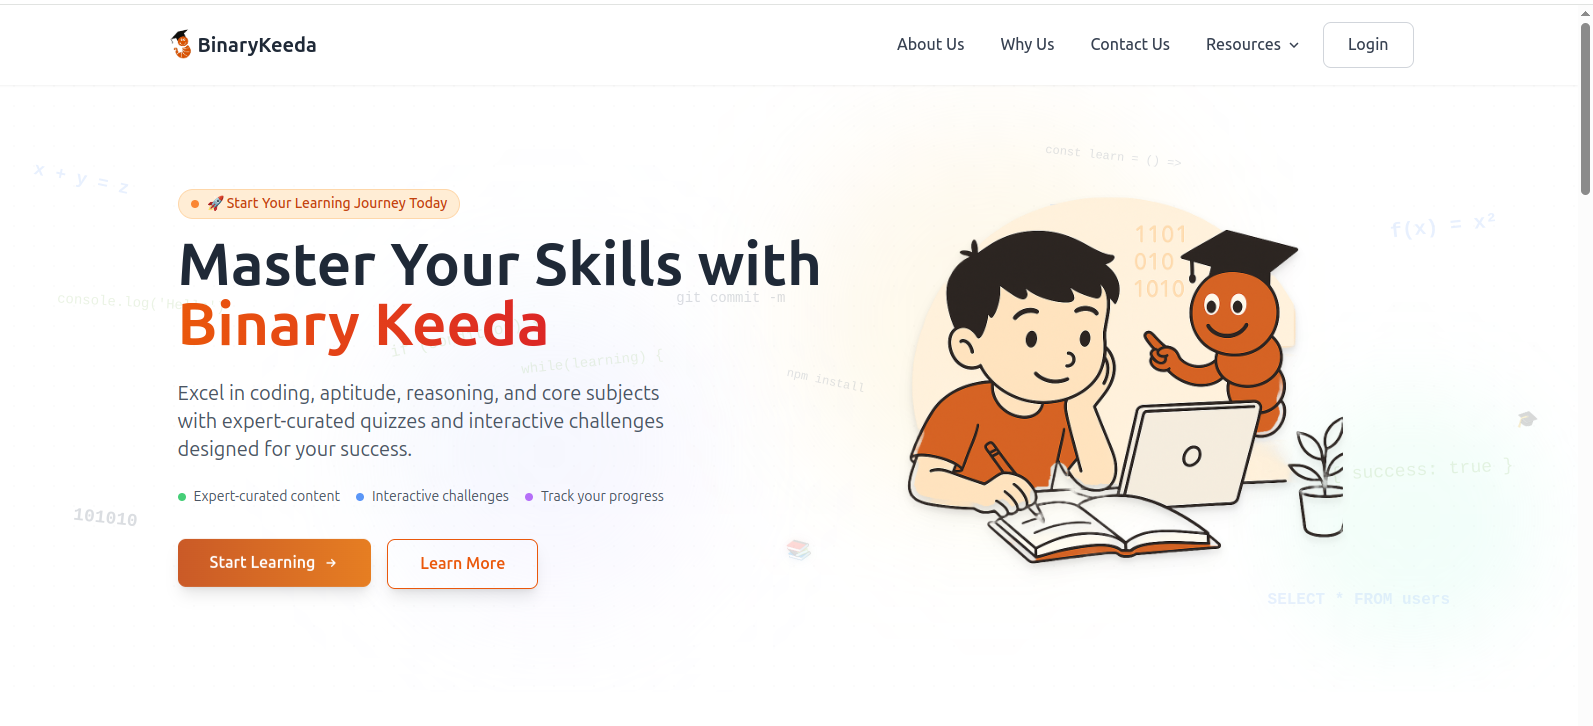 BinaryKeeda
About Us
Why Us
Contact Us
Resources
Login
const learn = () =>
x + y = z
🚀 Start Your Learning Journey Today
f(x) = x²
1101
010
1010
Master Your Skills with
console.log('He
git commit -m
Binary Keeda
while(learning) {
npm install
Excel in coding, aptitude, reasoning, and core subjects
with expert-curated quizzes and interactive challenges
designed for your success.
success: true }
Expert-curated content
Interactive challenges
Track your progress
101010
Start Learning →
Learn More
SELECT * FROM users